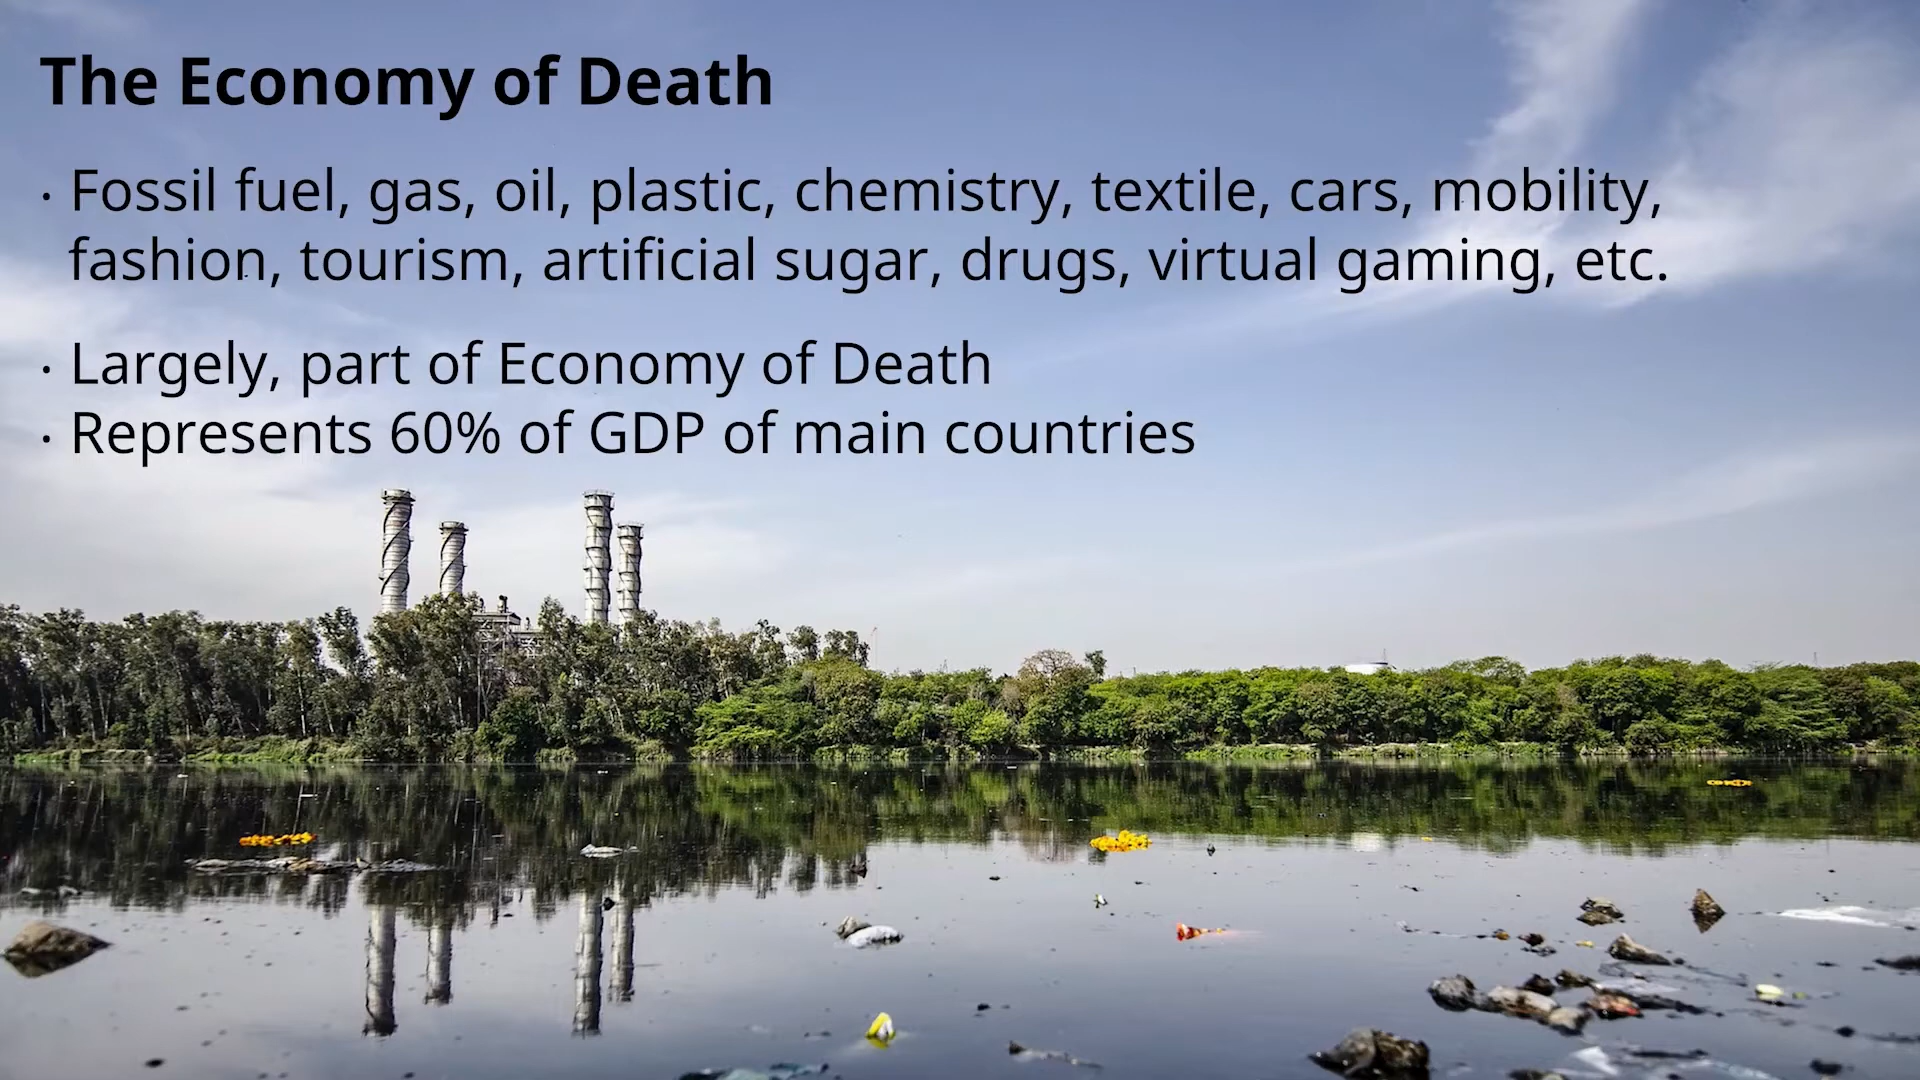 The Economy of Death
· Fossil fuel, gas, oil, plastic, chemistry, textile, cars, mobility,
fashion, tourism, artificial sugar, drugs, virtual gaming, etc.
· Largely, part of Economy of Death
· Represents 60% of GDP of main countries